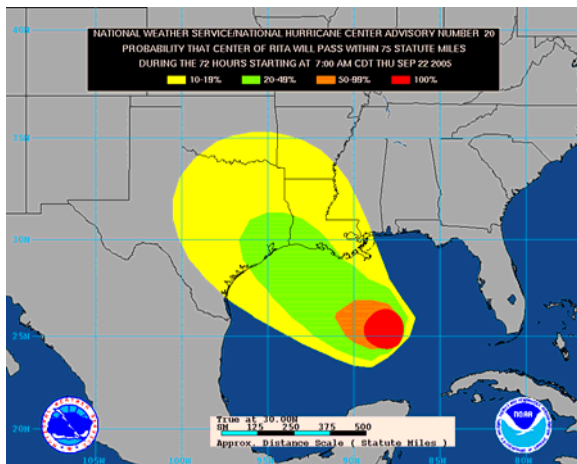 NATIONAL WEATHER SERVICE/NATIONAL HURRICANE CENTER ADVISORY NUMBER 20
PROBABILITY THAT CENTER OF RITA WILL PASS WITHIN 75 STATUTE MILES
DURING THE 72 HOURS STARTING AT 7:00 AM CDT THU SEP 22 2005
10-19% 20-49% 50-99% 100%
40N
35N
30N
25N
20N
True at 30.00N
SM 125 250 375 500
Approx. Distance Scale ( Statute Miles )
NOAA
105W 100W 95W 90W 85W 80W